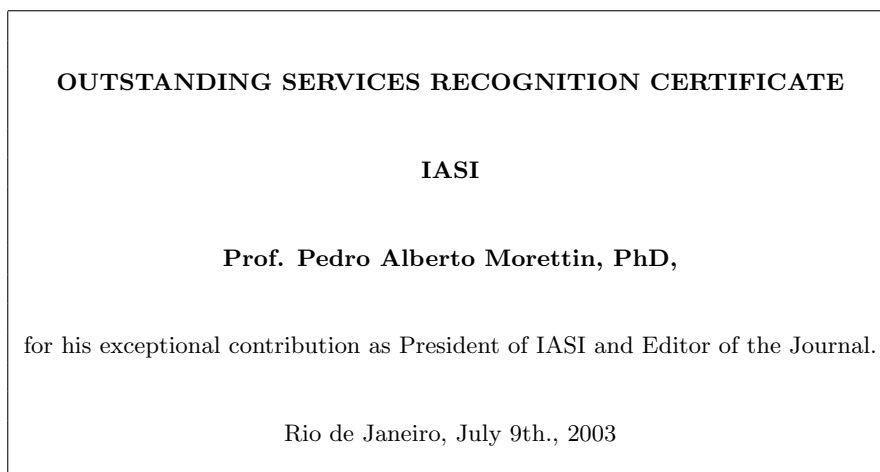 OUTSTANDING SERVICES RECOGNITION CERTIFICATE
IASI
Prof. Pedro Alberto Morettin, PhD,
for his exceptional contribution as President of IASI and Editor of the Journal.
Rio de Janeiro, July 9th., 2003